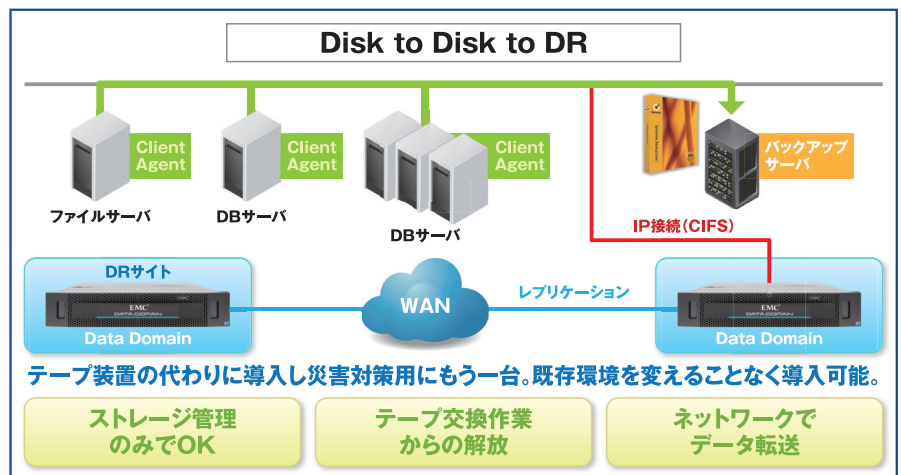 Disk to Disk to DR
Client
Agent
Client
Agent
Client
Agent
バックアップ
サーバ
ファイルサーバ
DBサーバ
DBサーバ
IP接続(CIFS)
DRサイト
EMC²
DATA DOMAIN
Data Domain
WAN
レプリケーション
EMC²
DATA DOMAIN
Data Domain
テープ装置の代わりに導入し災害対策用にもう一台。既存環境を変えることなく導入可能。
ストレージ管理
のみでOK
テープ交換作業
からの解放
ネットワークで
データ転送